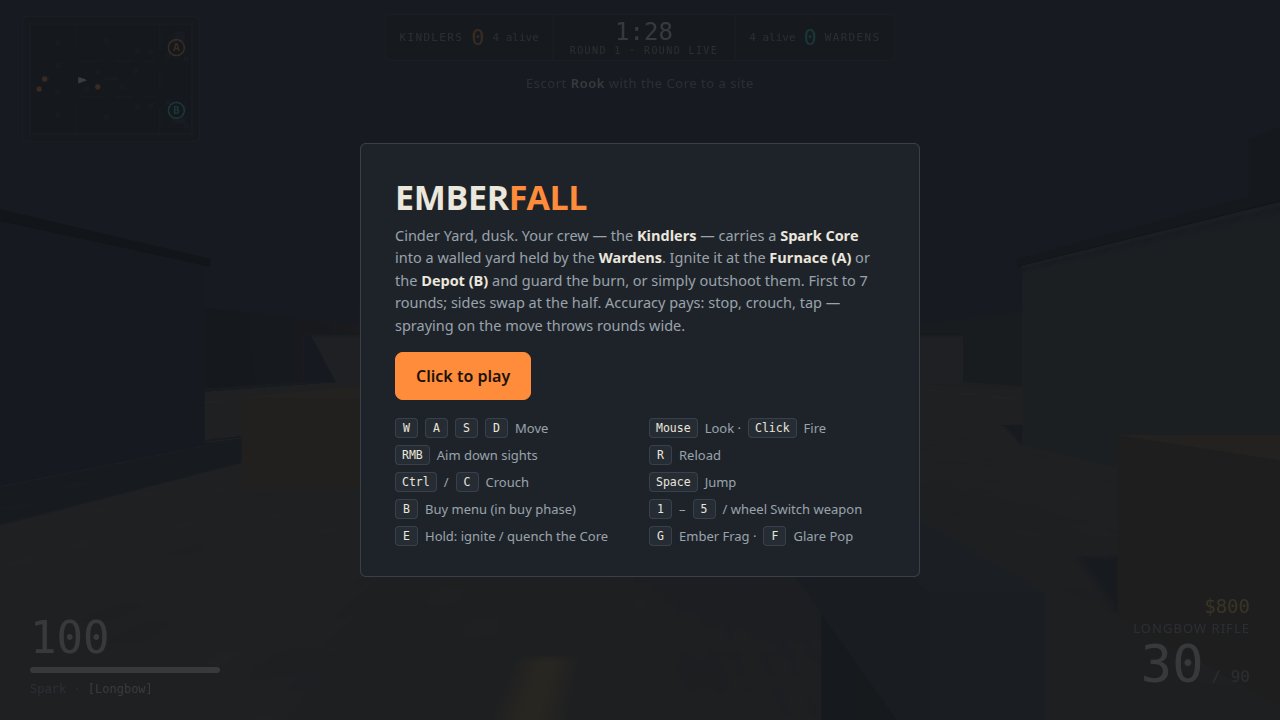 A
B
KINDLERS 0 4 alive
1:28
ROUND 1 - ROUND LIVE
4 alive 0 WARDENS
Escort Rook with the Core to a site
EMBERFALL
Cinder Yard, dusk. Your crew — the Kindlers — carries a Spark Core
into a walled yard held by the Wardens. Ignite it at the Furnace (A) or
the Depot (B) and guard the burn, or simply outshoot them. First to 7
rounds; sides swap at the half. Accuracy pays: stop, crouch, tap —
spraying on the move throws rounds wide.
Click to play
W A S D Move
Mouse Look · Click Fire
RMB Aim down sights
R Reload
Ctrl / C Crouch
Space Jump
B Buy menu (in buy phase)
1 – 5 / wheel Switch weapon
E Hold: ignite / quench the Core
G Ember Frag · F Glare Pop
100
Spark · [Longbow]
$800
LONGBOW RIFLE
30 / 90